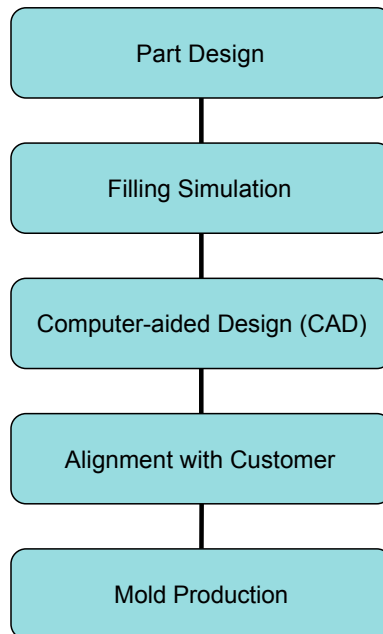 Part Design
Filling Simulation
Computer-aided Design (CAD)
Alignment with Customer
Mold Production